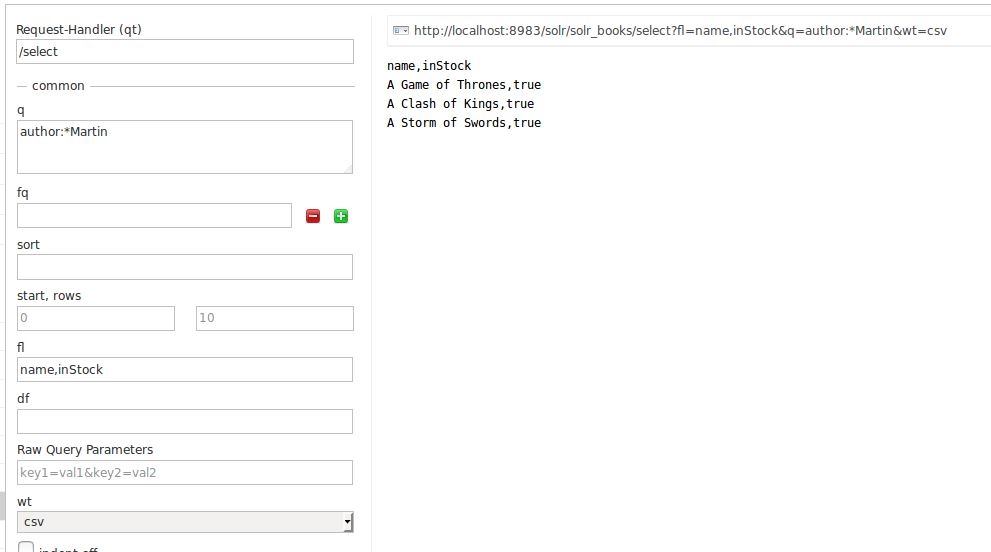 Request-Handler (qt)
/select
common
q
author:*Martin
fq
sort
start, rows
0
10
fl
name,inStock
df
Raw Query Parameters
key1=val1&key2=val2
wt
csv
indent off
http://localhost:8983/solr/solr_books/select?fl=name,inStock&q=author:*Martin&wt=csv
name,inStock
A Game of Thrones,true
A Clash of Kings,true
A Storm of Swords,true